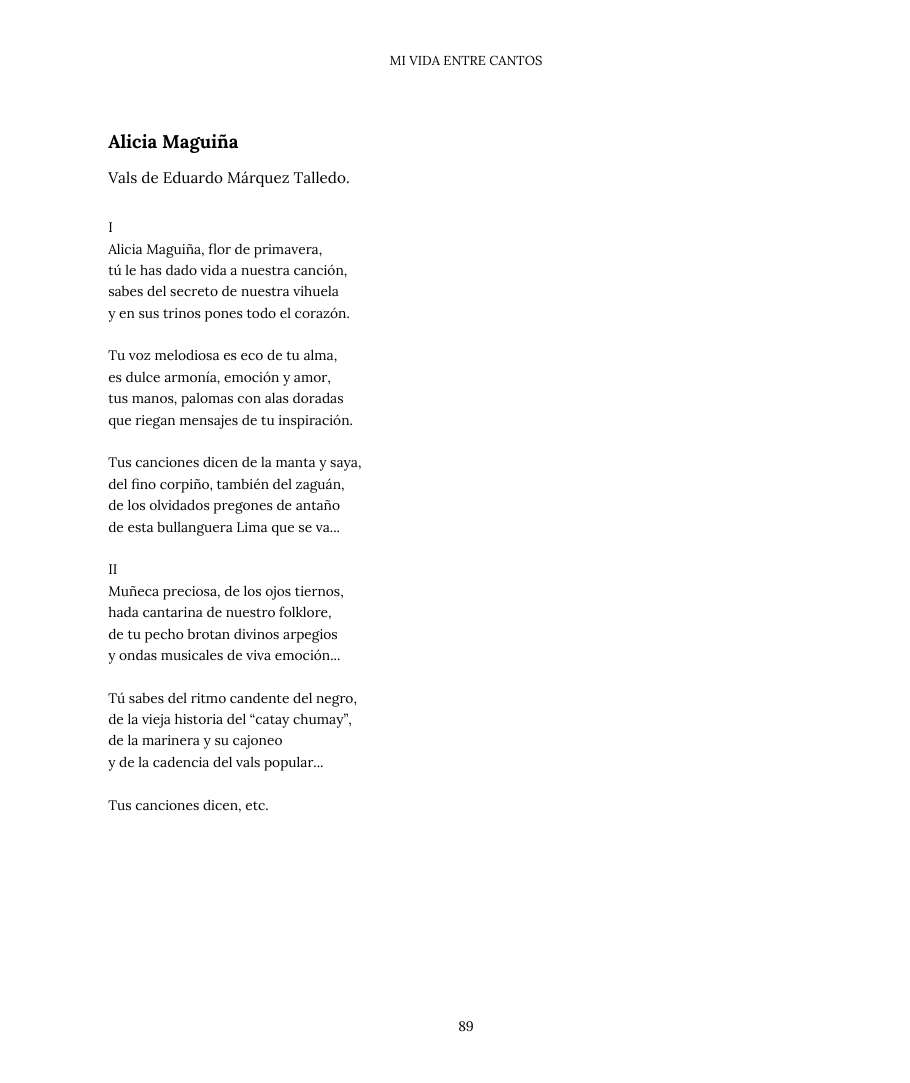 MI VIDA ENTRE CANTOS
Alicia Maguiña
Vals de Eduardo Márquez Talledo.
I
Alicia Maguiña, flor de primavera,
tú le has dado vida a nuestra canción,
sabes del secreto de nuestra vihuela
y en sus trinos pones todo el corazón.
Tu voz melodiosa es eco de tu alma,
es dulce armonía, emoción y amor,
tus manos, palomas con alas doradas
que riegan mensajes de tu inspiración.
Tus canciones dicen de la manta y saya,
del fino corpiño, también del zaguán,
de los olvidados pregones de antaño
de esta bullanguera Lima que se va...
II
Muñeca preciosa, de los ojos tiernos,
hada cantarina de nuestro folklore,
de tu pecho brotan divinos arpegios
y ondas musicales de viva emoción...
Tú sabes del ritmo candente del negro,
de la vieja historia del “catay chumay”,
de la marinera y su cajoneo
y de la cadencia del vals popular...
Tus canciones dicen, etc.
89